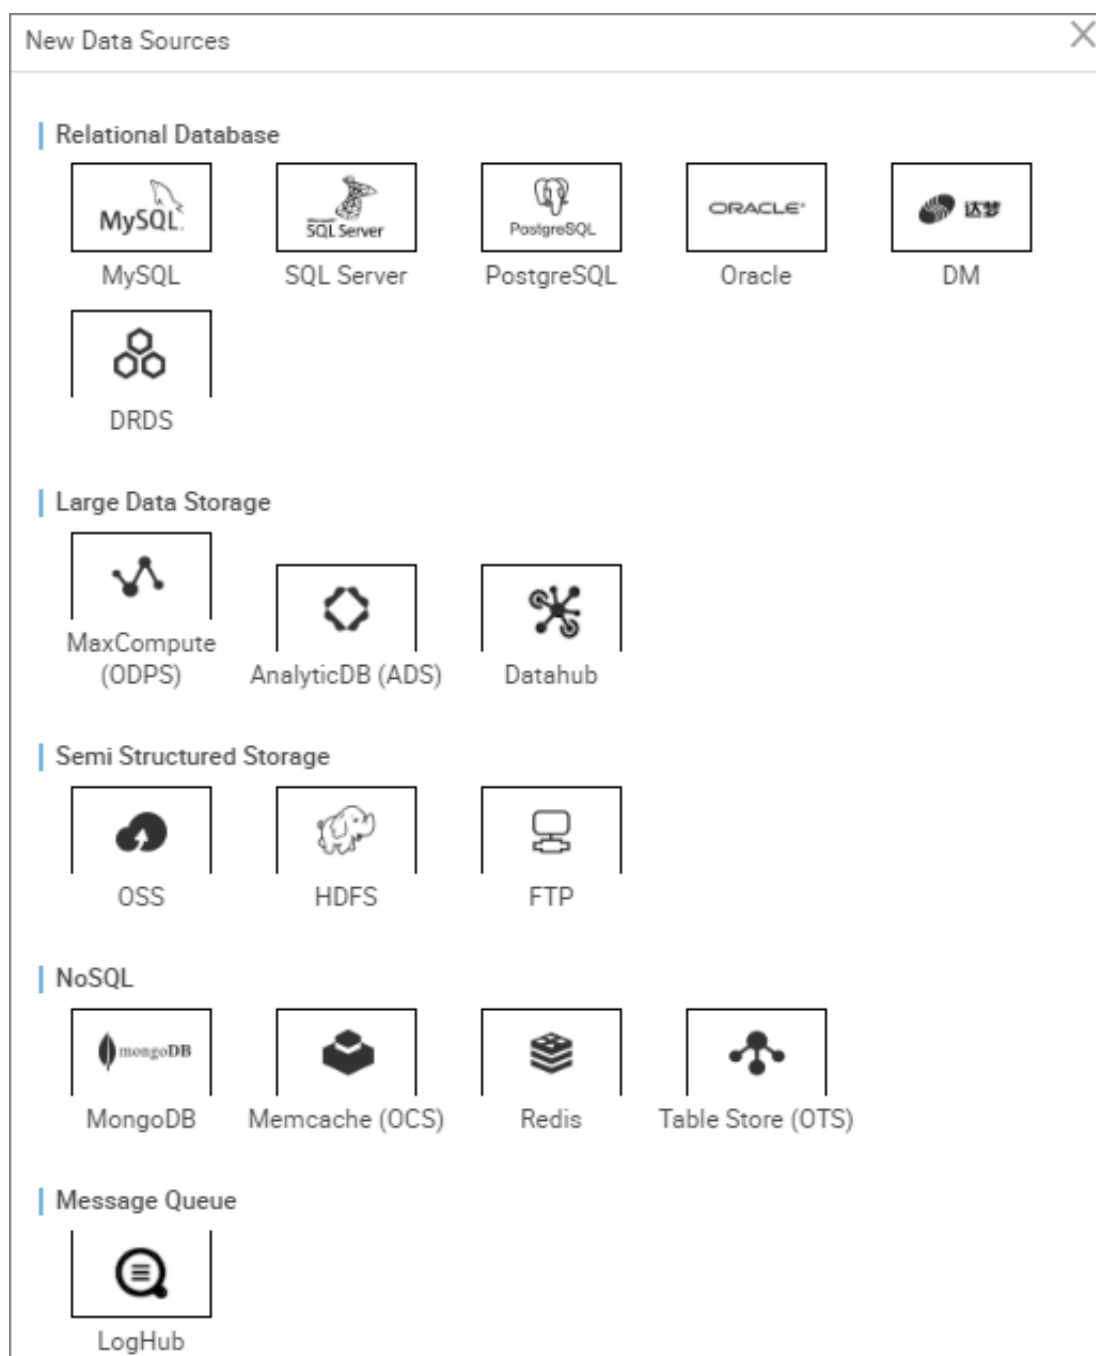 New Data Sources
Relational Database
MySQL
SQL Server
PostgreSQL
ORACLE
达梦
MySQL
SQL Server
PostgreSQL
Oracle
DM
DRDS
Large Data Storage
MaxCompute
(ODPS)
AnalyticDB (ADS)
Datahub
Semi Structured Storage
OSS
HDFS
FTP
NoSQL
mongoDB
MongoDB
Memcache (OCS)
Redis
Table Store (OTS)
Message Queue
LogHub